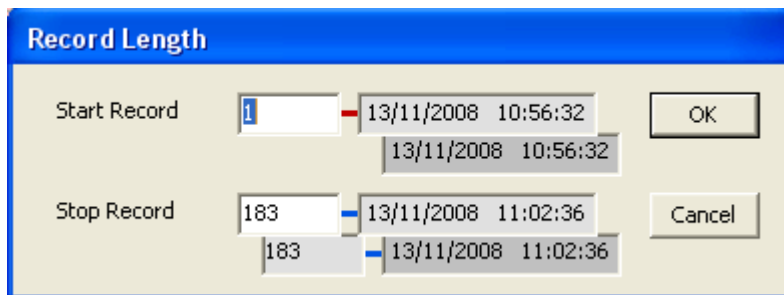 Record Length
Start Record 1 13/11/2008 10:56:32 OK
13/11/2008 10:56:32
Stop Record 183 13/11/2008 11:02:36 Cancel
183 13/11/2008 11:02:36